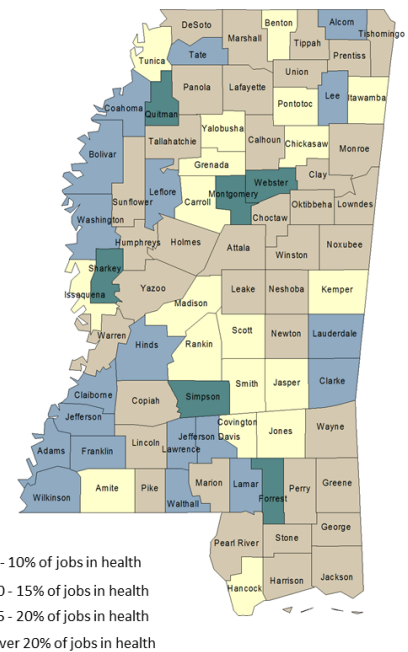 DeSoto
Benton
Alcorn
Tishomingo
Marshall
Tippah
Prentiss
Tunica
Tate
Union
Panola
Lafayette
Lee
Itawamba
Pontotoc
Coahoma
Quitman
Yalobusha
Tallahatchie
Calhoun
Chickasaw
Monroe
Bolivar
Grenada
Clay
Leflore
Montgomery
Webster
Sunflower
Carroll
Oktibbeha
Lowndes
Washington
Choctaw
Humphreys
Holmes
Attala
Noxubee
Winston
Sharkey
Issaquena
Yazoo
Leake
Neshoba
Kemper
Madison
Warren
Hinds
Rankin
Scott
Newton
Lauderdale
Claiborne
Copiah
Simpson
Smith
Jasper
Clarke
Jefferson
Covington
Adams
Franklin
Lincoln
Lawrence
Jefferson Davis
Jones
Wayne
Wilkinson
Amite
Pike
Walthall
Marion
Lamar
Forrest
Perry
Greene
Pearl River
Stone
George
Hancock
Harrison
Jackson
- 10% of jobs in health
0 - 15% of jobs in health
5 - 20% of jobs in health
ver 20% of jobs in health